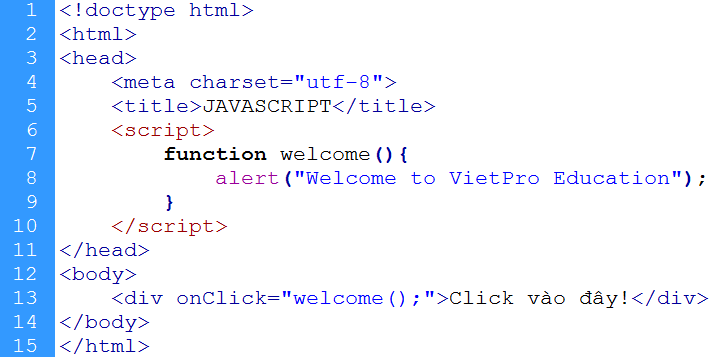 1 <!doctype html>
2 <html>
3 <head>
4     <meta charset="utf-8">
5     <title>JAVASCRIPT</title>
6     <script>
7         function welcome(){
8             alert("Welcome to VietPro Education");
9         }
10     </script>
11 </head>
12 <body>
13     <div onClick="welcome();">Click vào đây!</div>
14 </body>
15 </html>